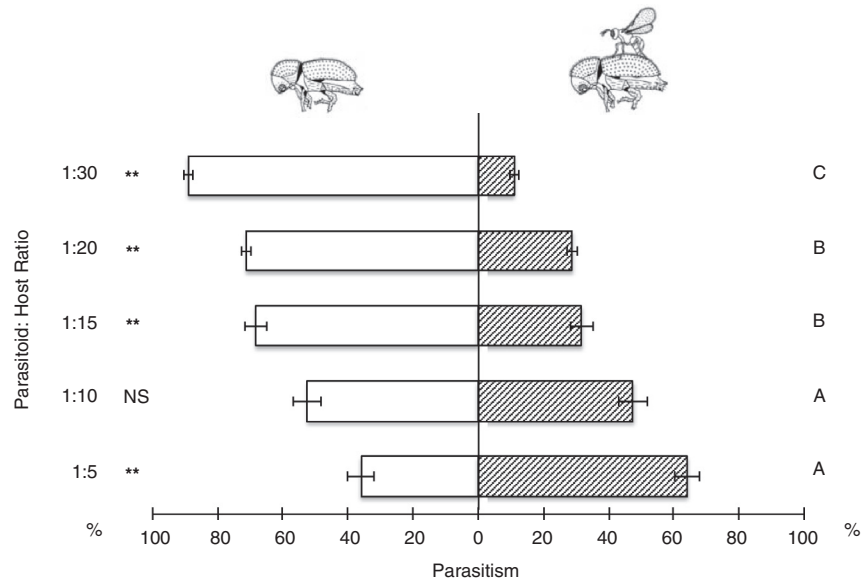 Parasitoid: Host Ratio
1:30 ** C
1:20 ** B
1:15 ** B
1:10 NS A
1:5 ** A
% 100 80 60 40 20 0 20 40 60 80 100 %
Parasitism